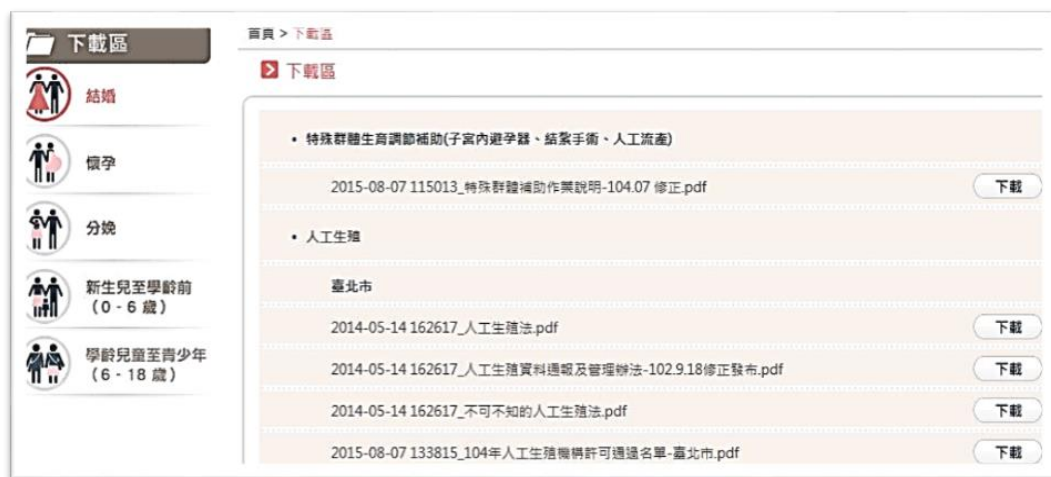 下載區
結婚
懷孕
分娩
新生兒至學齡前
(0 - 6 歲)
學齡兒童至青少年
(6 - 18 歲)
首頁 > 下載區
下載區
• 特殊群體生育調節補助(子宮內避孕器、結紮手術、人工流產)
2015-08-07 115013_特殊群體補助作業說明-104.07 修正.pdf
下載
• 人工生殖
臺北市
2014-05-14 162617_人工生殖法.pdf
下載
2014-05-14 162617_人工生殖資料通報及管理辦法-102.9.18修正發布.pdf
下載
2014-05-14 162617_不可不知的人工生殖法.pdf
下載
2015-08-07 133815_104年人工生殖機構許可通過名單-臺北市.pdf
下載